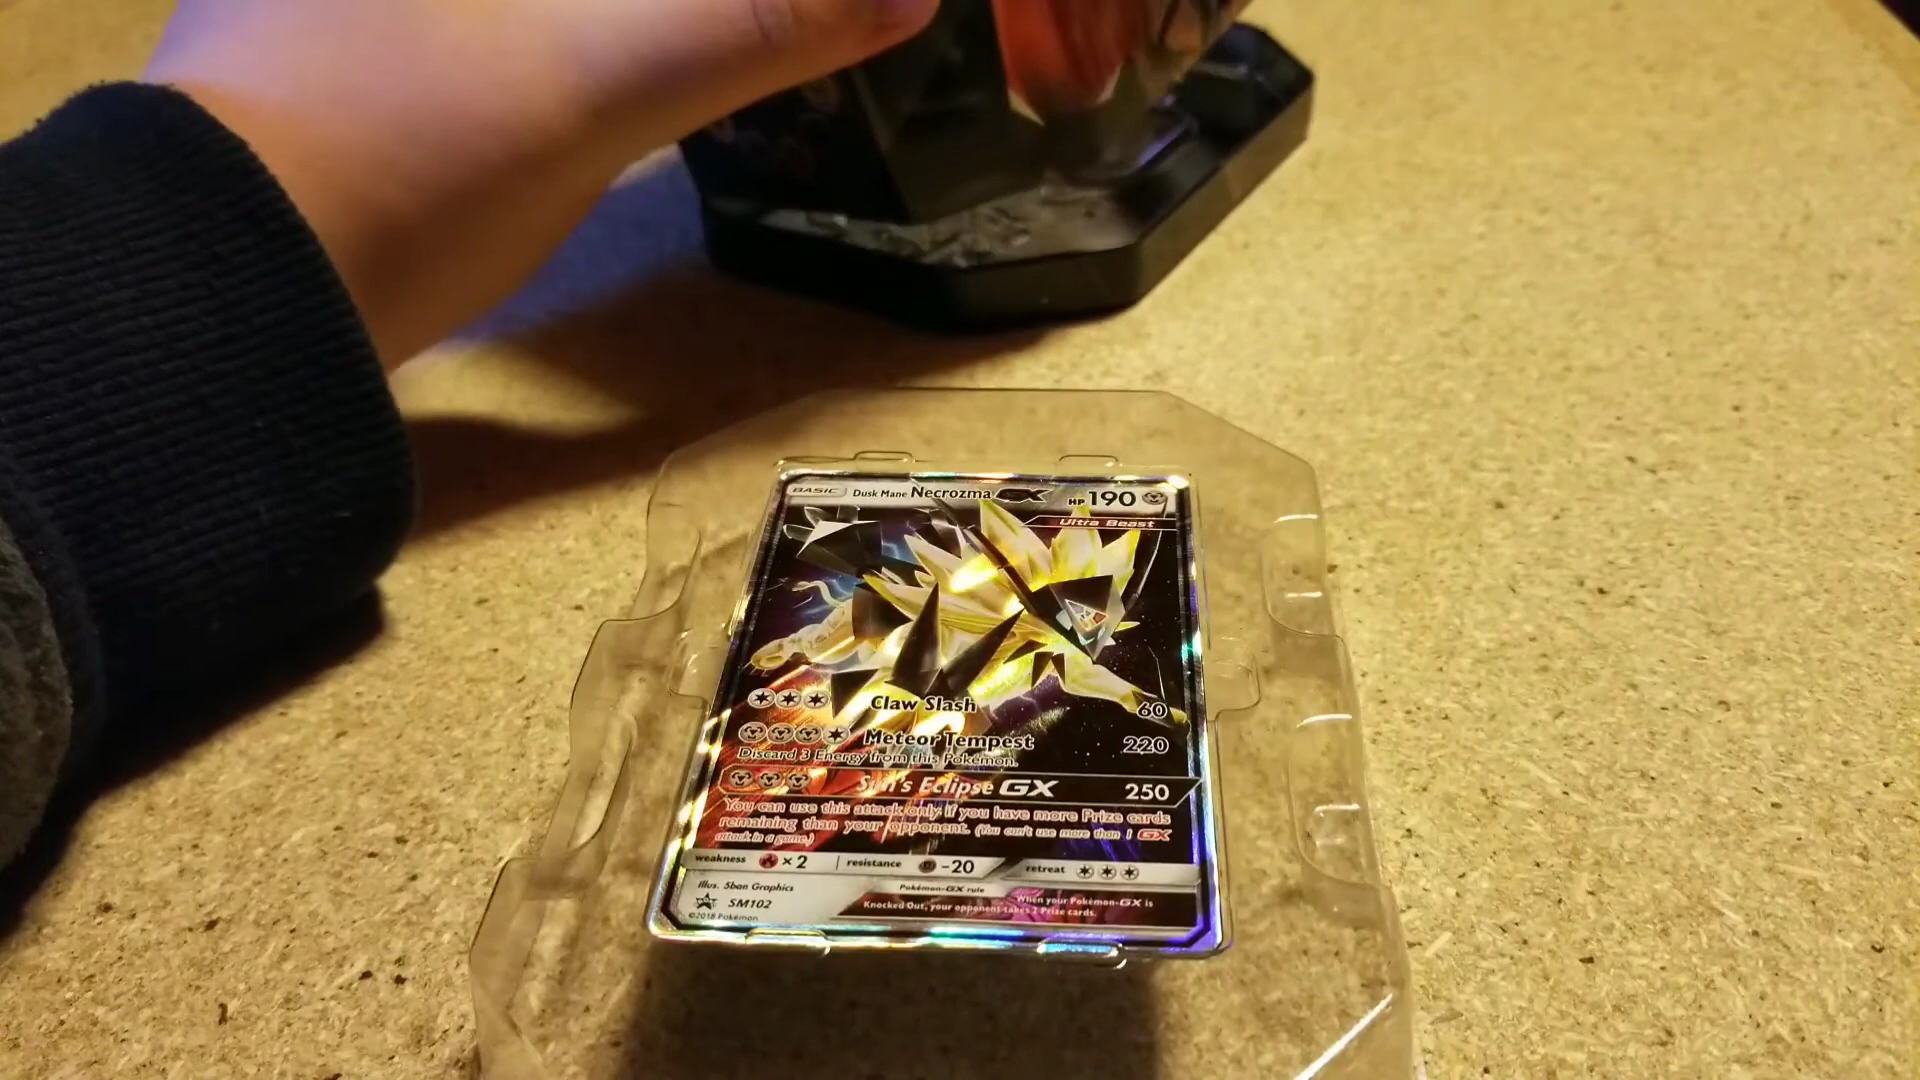 BASIC Dusk Mane Necrozma GX HP 190
Ultra Beast
Claw Slash 60
Meteor Tempest 220
Discard 3 Energy from this Pokémon.
Sun's Eclipse GX 250
You can use this attack only if you have more Prize cards
remaining than your opponent. (You can't use more than 1 GX
attack in a game.)
weakness × 2 resistance -20 retreat
Illus. 5ban Graphics
Pokémon-GX rule When your Pokémon-GX is
SM102 Knocked Out, your opponent takes 2 Prize cards.
©2018 Pokémon